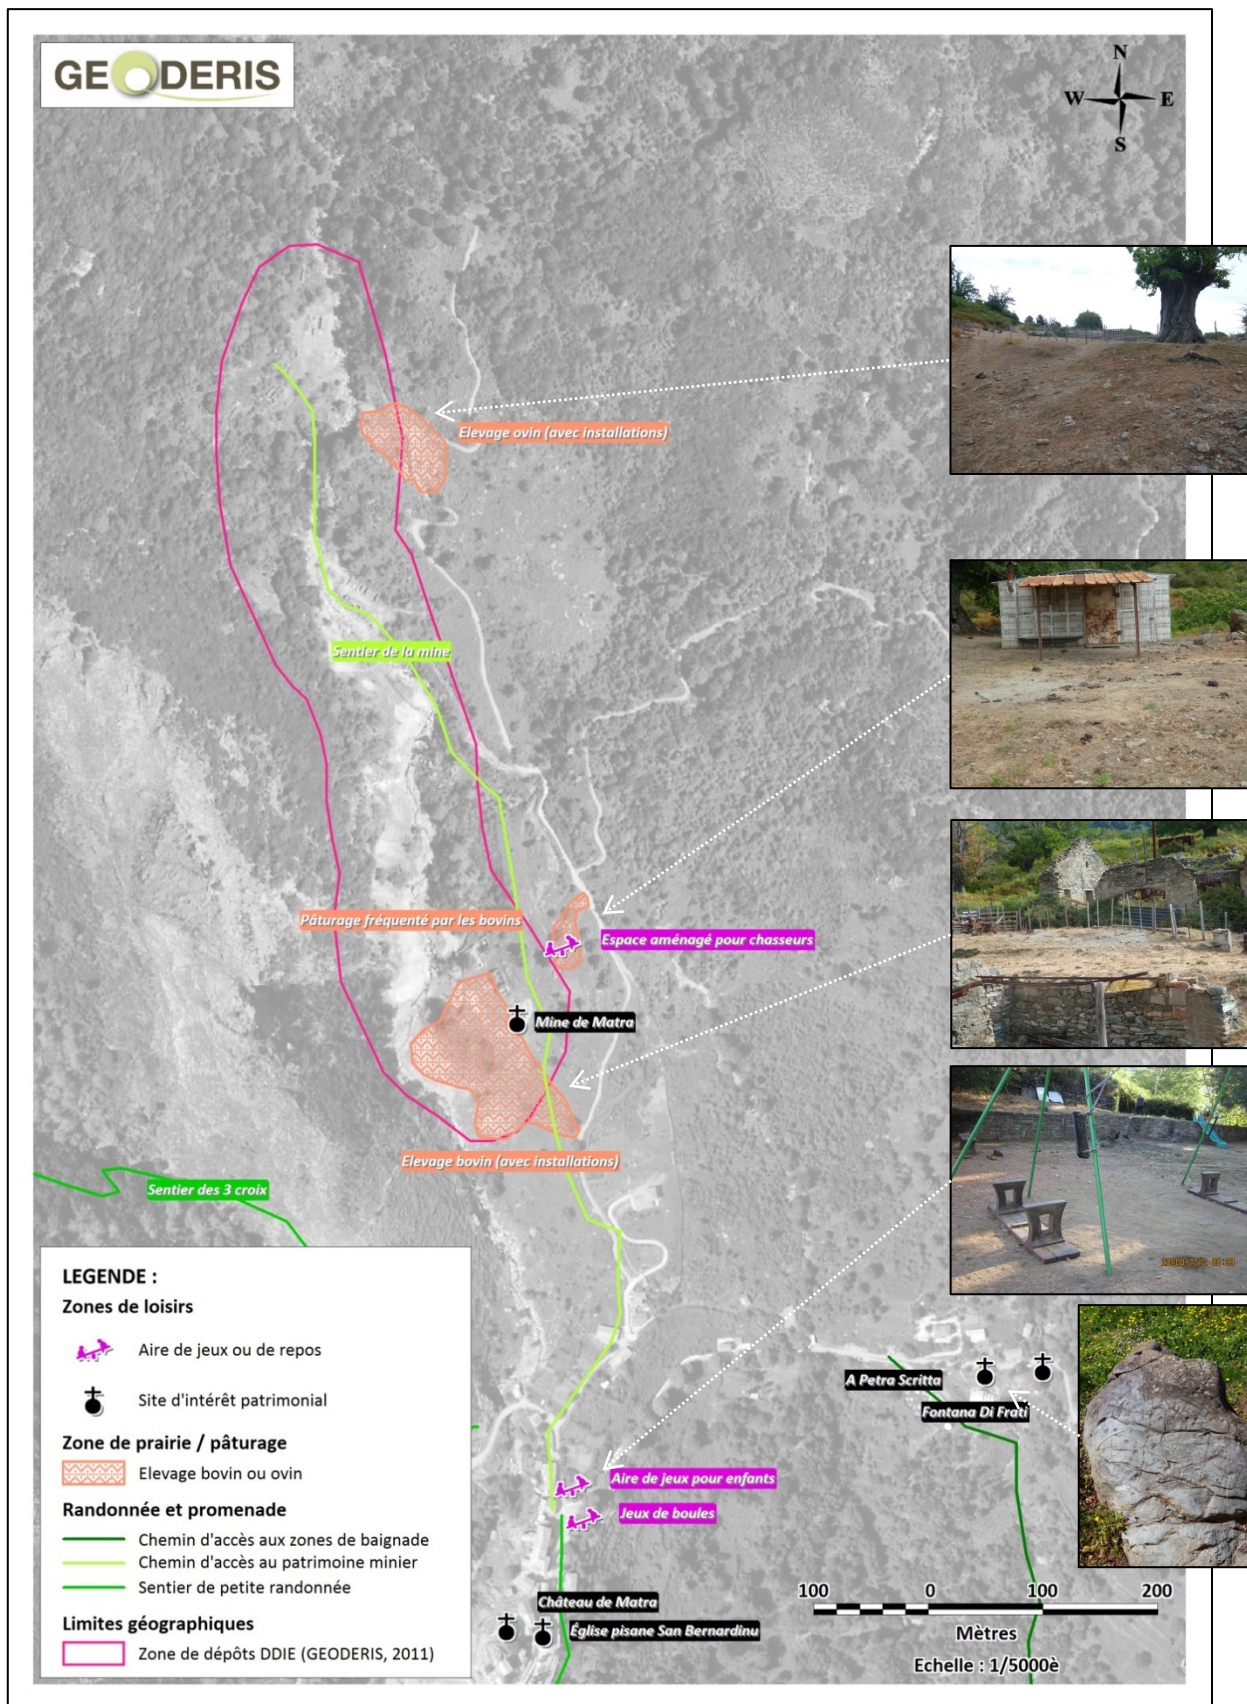 GEODERIS
N
W E
S
Elevage ovin (avec installations)
Sentier de la mine
Pâturage fréquenté par les bovins
Espace aménagé pour chasseurs
Mine de Matra
Elevage bovin (avec installations)
Sentier des 3 croix
LEGENDE :
Zones de loisirs
Aire de jeux ou de repos
Site d'intérêt patrimonial
Zone de prairie / pâturage
Elevage bovin ou ovin
Randonnée et promenade
Chemin d'accès aux zones de baignade
Chemin d'accès au patrimoine minier
Sentier de petite randonnée
Limites géographiques
Zone de dépôts DDIE (GEODERIS, 2011)
A Petra Scritta
Fontana Di Frati
Aire de jeux pour enfants
Jeux de boules
Château de Matra
Église pisane San Bernardinu
100 0 100 200
Mètres
Echelle : 1/5000è